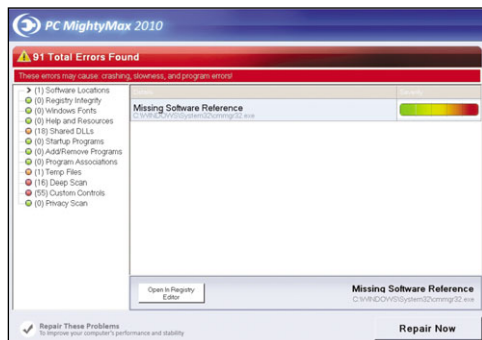 PC MightyMax 2010
91 Total Errors Found
These errors may cause: crashing, slowness, and program errors!
(1) Software Locations
(0) Registry Integrity
(0) Windows Fonts
(0) Help and Resources
(18) Shared DLLs
(0) Startup Programs
(0) Add/Remove Programs
(0) Program Associations
(1) Temp Files
(16) Deep Scan
(55) Custom Controls
(0) Privacy Scan
Severity
Missing Software Reference
C:\WINDOWS\System32\cmmgr32.exe
Open In Registry
Editor
Missing Software Reference
C:\WINDOWS\System32\cmmgr32.exe
Repair These Problems
To improve your computer's performance and stability
Repair Now